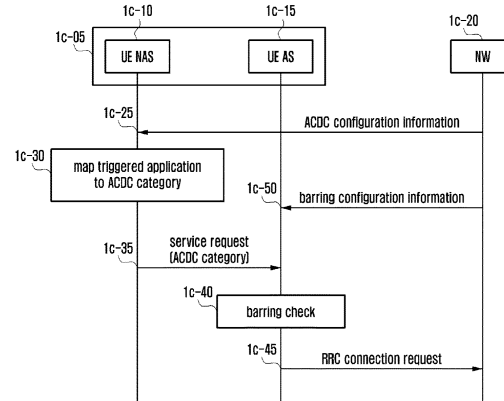 1c-10
1c-15
1c-20
1c-05
UE NAS
UE AS
NW
1c-25
ACDC configuration information
1c-30
map triggered application
to ACDC category
1c-50
barring configuration information
1c-35
service request
(ACDC category)
1c-40
barring check
1c-45
RRC connection request